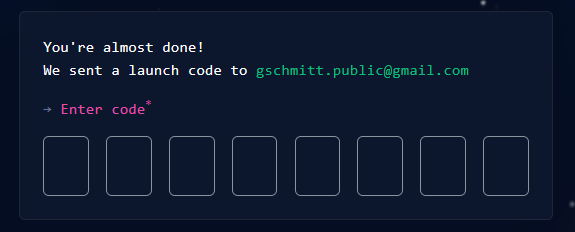 You're almost done!
We sent a launch code to gschmitt.public@gmail.com
→ Enter code*